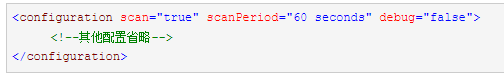 <configuration scan="true" scanPeriod="60 seconds" debug="false">
<!--其他配置省略-->
</configuration>